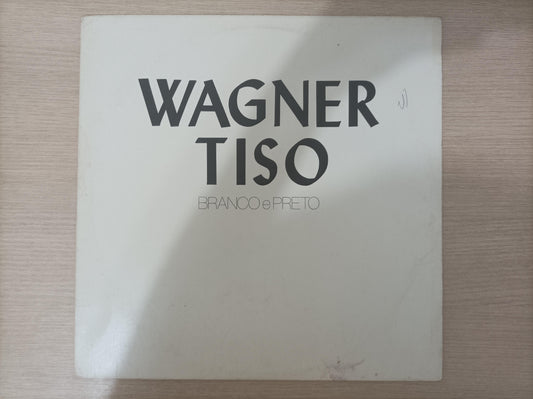 WAGNER
TISO
BRANCO e PRETO